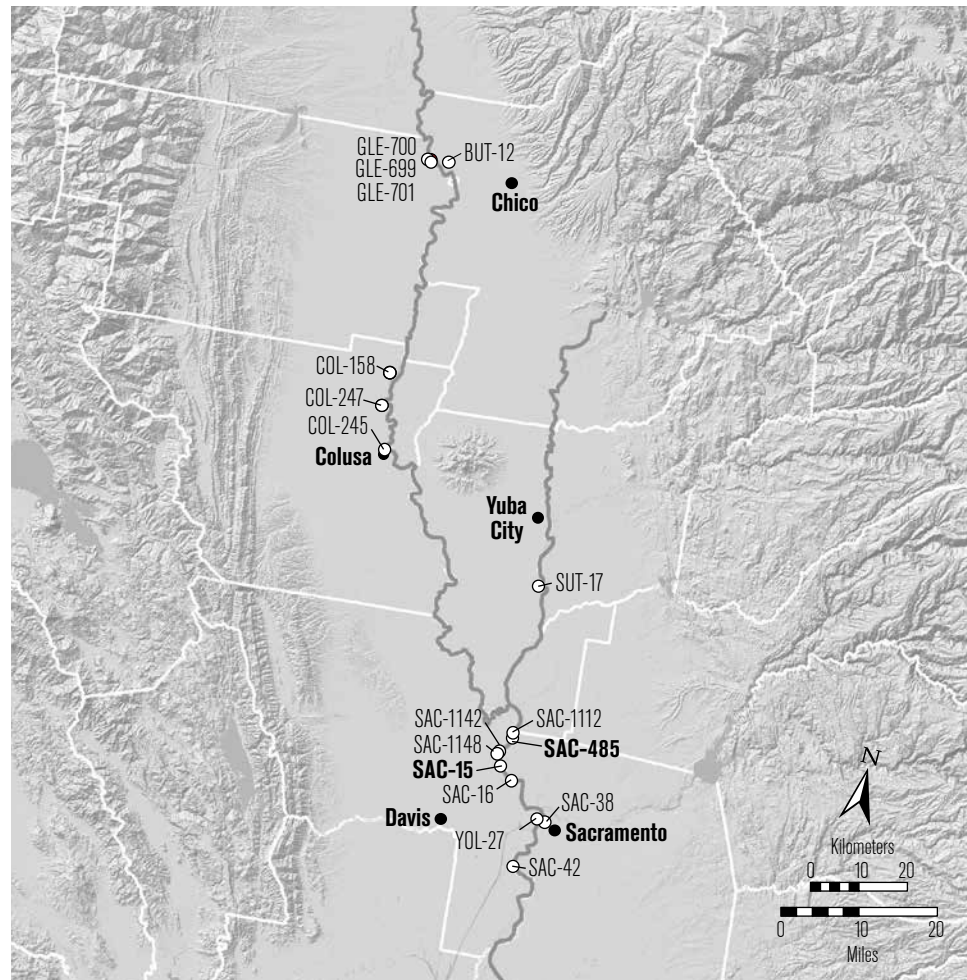 GLE-700
GLE-699
GLE-701
BUT-12
Chico
COL-158
COL-247
COL-245
Colusa
Yuba
City
SUT-17
SAC-1142
SAC-1112
SAC-1148
SAC-485
SAC-15
SAC-16
SAC-38
Davis
YOL-27
Sacramento
SAC-42
N
Kilometers
0 10 20
0 10 20
Miles